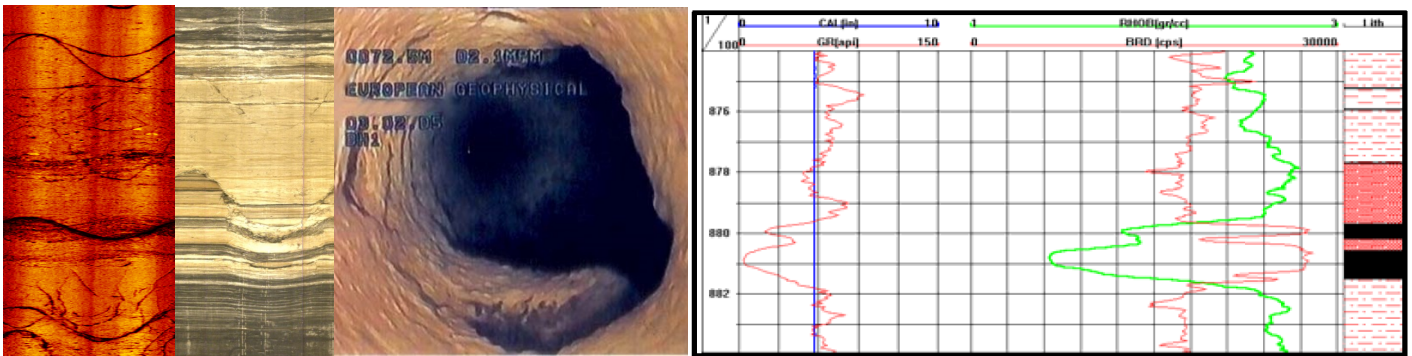 0072.5M 02.1MPM
EUROPEAN GEOPHYSICAL
03.02/05
BH1
1
100
0 CAL(in) 10
0 GR(api) 150
1 RHOB(gr/cc) 3
0 BRD (cps) 30000
Lith
876
878
880
882